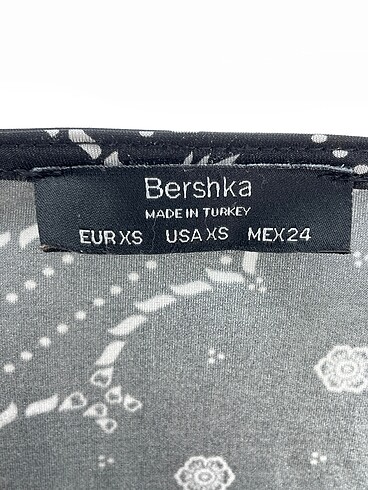 Bershka
MADE IN TURKEY
EUR XS USA XS MEX 24